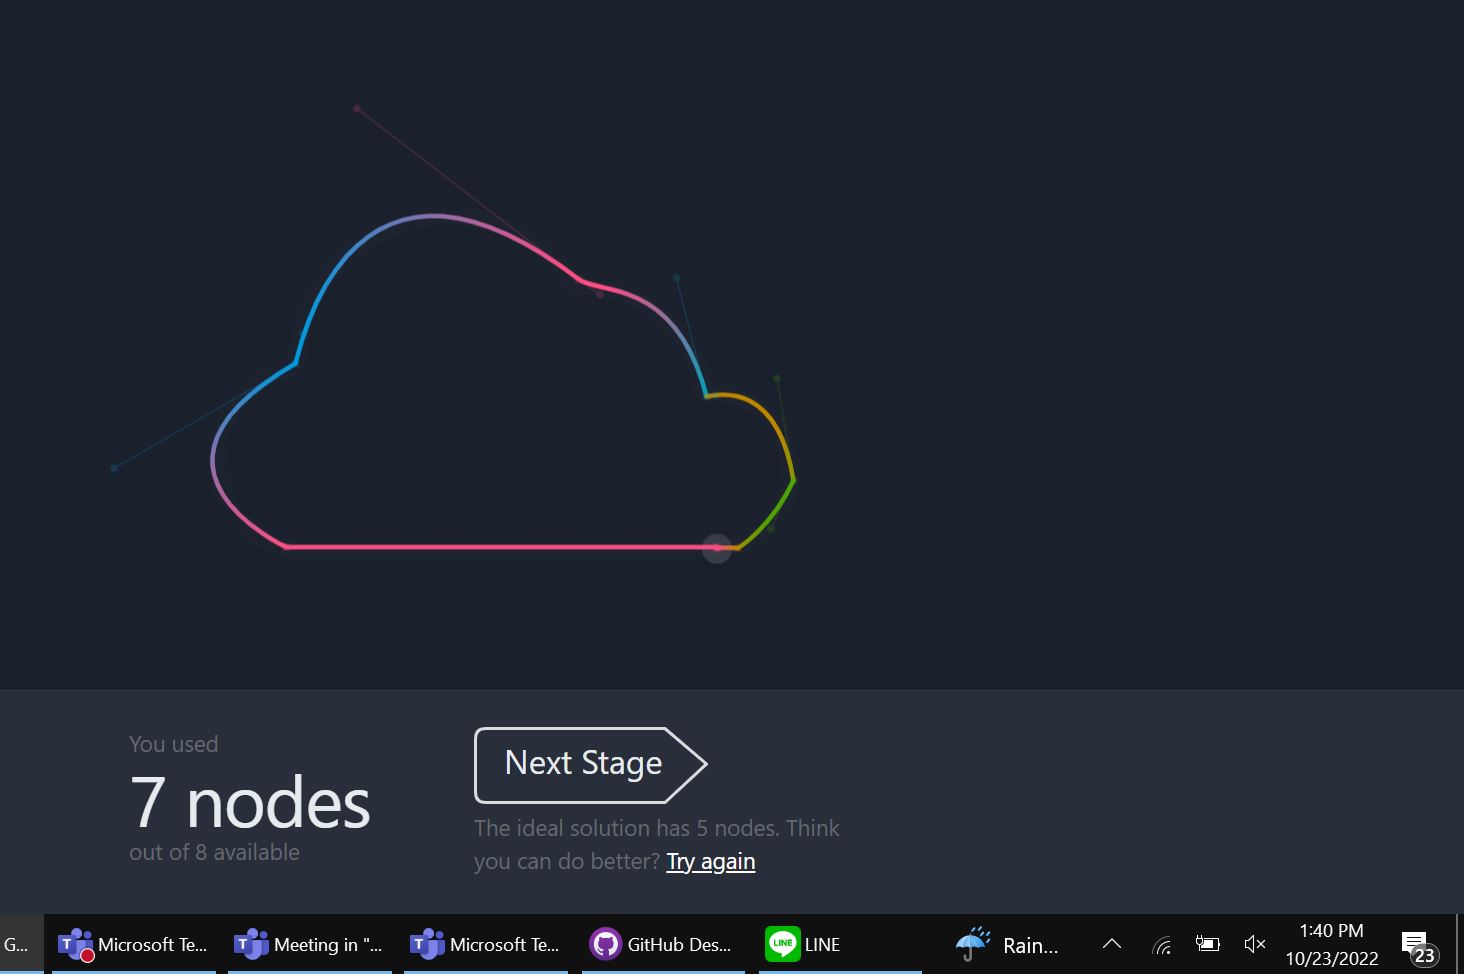 You used
7 nodes
out of 8 available
Next Stage
The ideal solution has 5 nodes. Think
you can do better? Try again
G...
Microsoft Te...
Meeting in "...
Microsoft Te...
GitHub Des...
LINE
LINE
Rain...
1:40 PM
10/23/2022
23